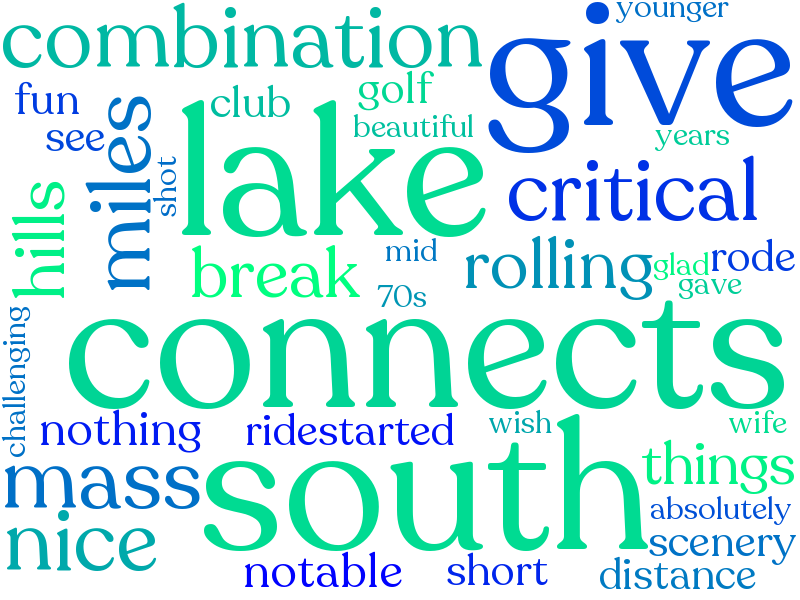 younger
combination
give
fun
club
golf
see
beautiful
years
miles
shot
lake
critical
hills
break
mid
rolling
glad
rode
70s
gave
connects
challenging
nothing
ridestarted
wish
wife
mass
south
things
nice
absolutely
scenery
notable
short
distance